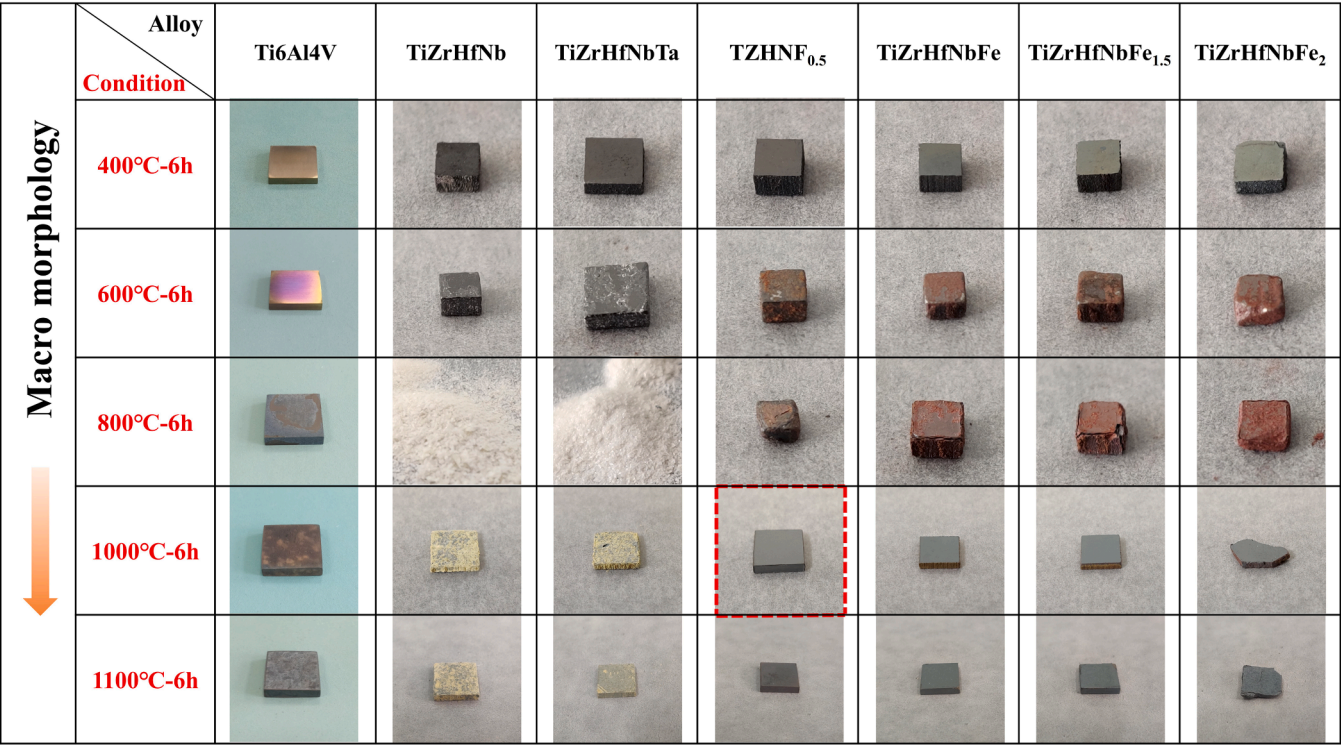 Alloy
Condition
Ti6Al4V
TiZrHfNb
TiZrHfNbTa
TZHNF₀.₅
TiZrHfNbFe
TiZrHfNbFe₁.₅
TiZrHfNbFe₂
Macro morphology
400℃-6h
600℃-6h
800℃-6h
1000℃-6h
1100℃-6h